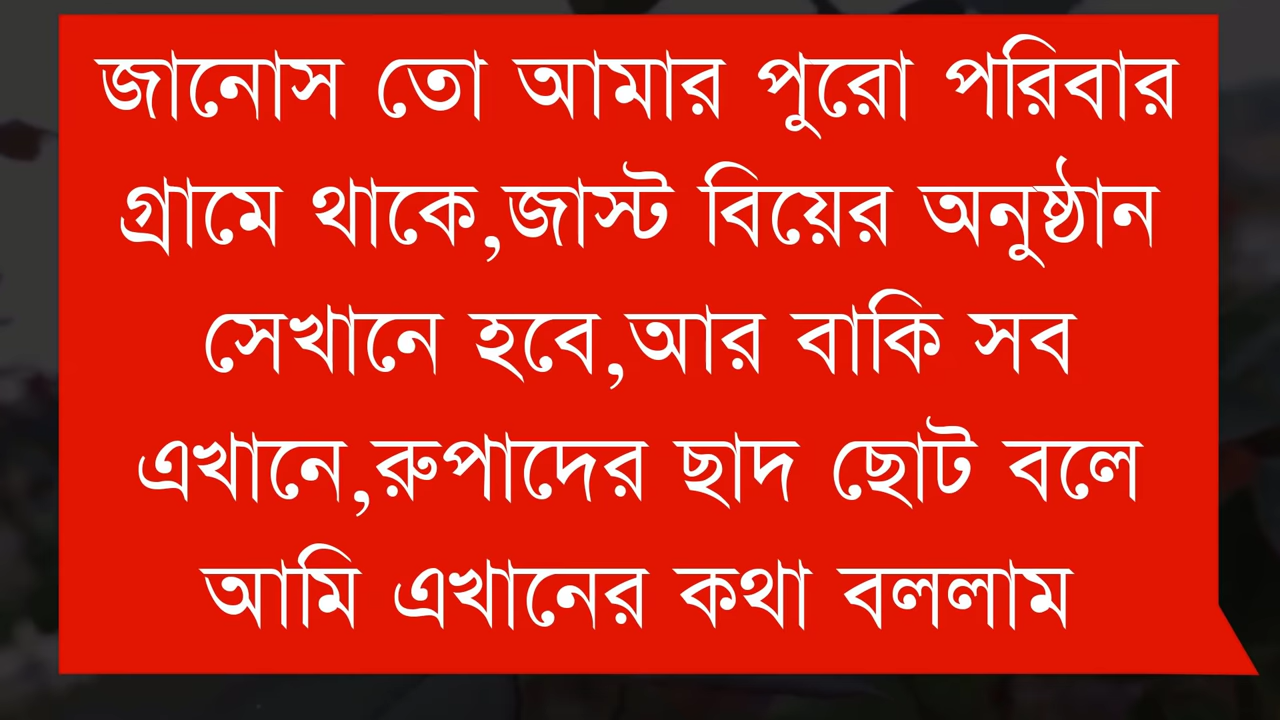 জানোস তো আমার পুরো পরিবার
গ্রামে থাকে,জাস্ট বিয়ের অনুষ্ঠান
সেখানে হবে,আর বাকি সব
এখানে,রুপাদের ছাদ ছোট বলে
আমি এখানের কথা বললাম